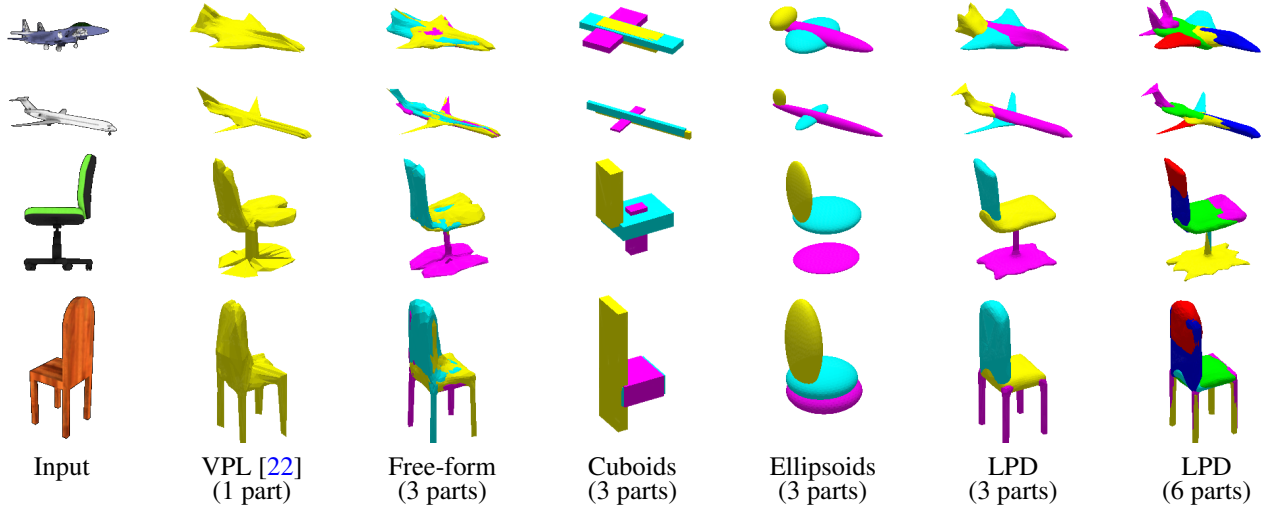 Input
VPL [22]
(1 part)
Free-form
(3 parts)
Cuboids
(3 parts)
Ellipsoids
(3 parts)
LPD
(3 parts)
LPD
(6 parts)